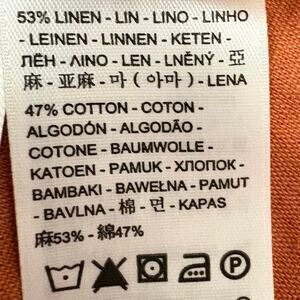 53% LINEN - LIN - LINO - LINHO
- LEINEN - LINNEN - KETEN -
ЛЁН - ΛΙΝΟ - LEN - LNĚNÝ - 亞
麻 - 亚麻 - 마 ( 아마 ) - LENA
47% COTTON - COTON -
ALGODÓN - ALGODÃO -
COTONE - BAUMWOLLE -
KATOEN - PAMUK - ХЛОПОК -
BAMBAKI - BAWEŁNA - PAMUT
- BAVLNA - 棉 - 면 - KAPAS
麻53% - 綿47%